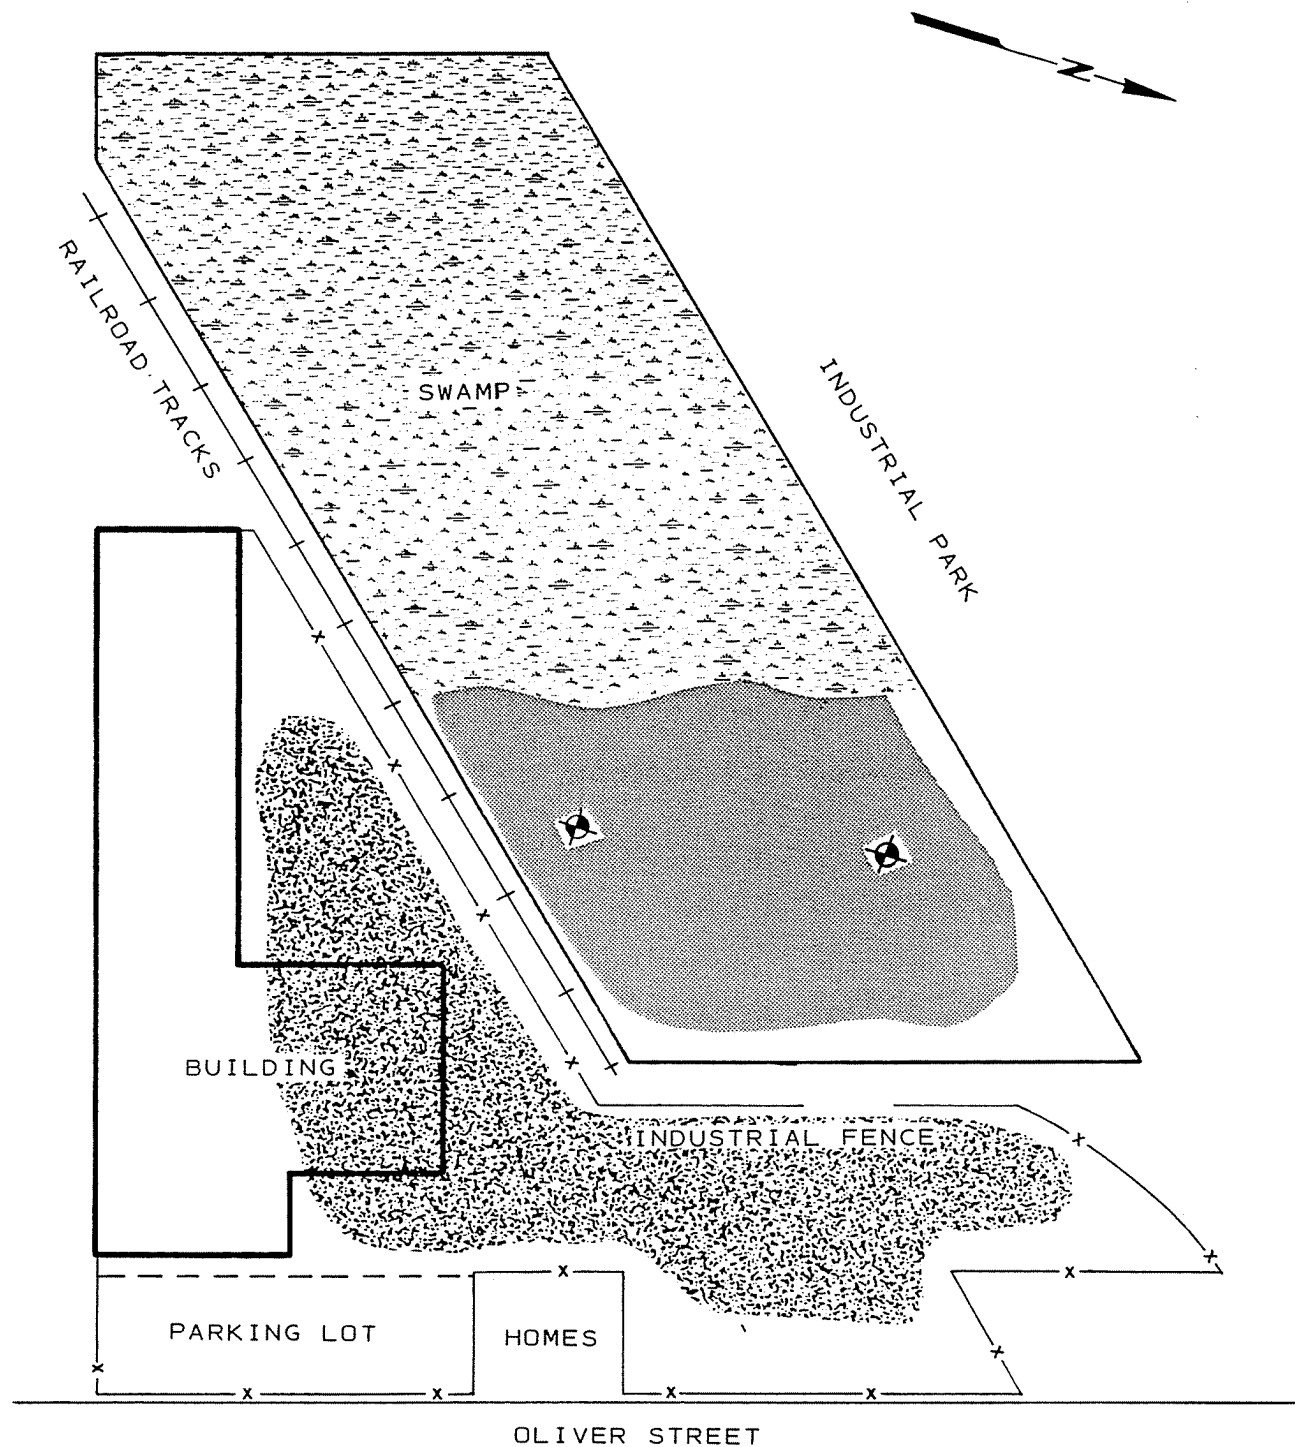 N
RAILROAD TRACKS
SWAMP
INDUSTRIAL PARK
BUILDING
INDUSTRIAL FENCE
PARKING LOT
HOMES
OLIVER STREET